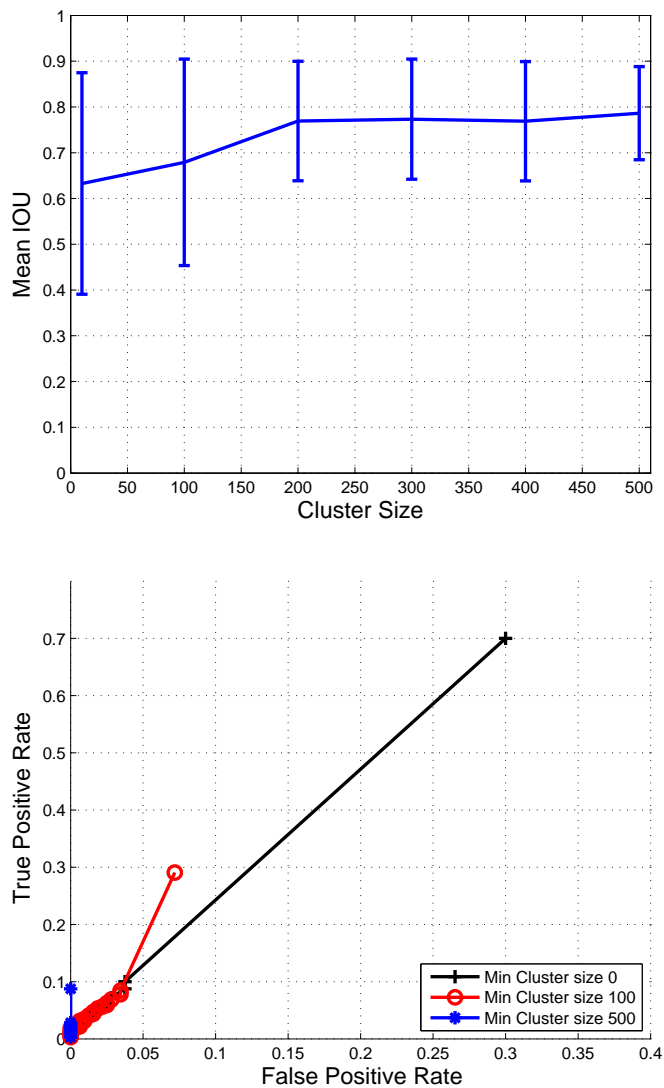 1
0.9
0.8
0.7
0.6
0.5
0.4
0.3
0.2
0.1
0
Mean IOU
0 50 100 150 200 250 300 350 400 450 500
Cluster Size
0.7
0.6
0.5
0.4
0.3
0.2
0.1
0
True Positive Rate
Min Cluster size 0
Min Cluster size 100
Min Cluster size 500
0 0.05 0.1 0.15 0.2 0.25 0.3 0.35 0.4
False Positive Rate